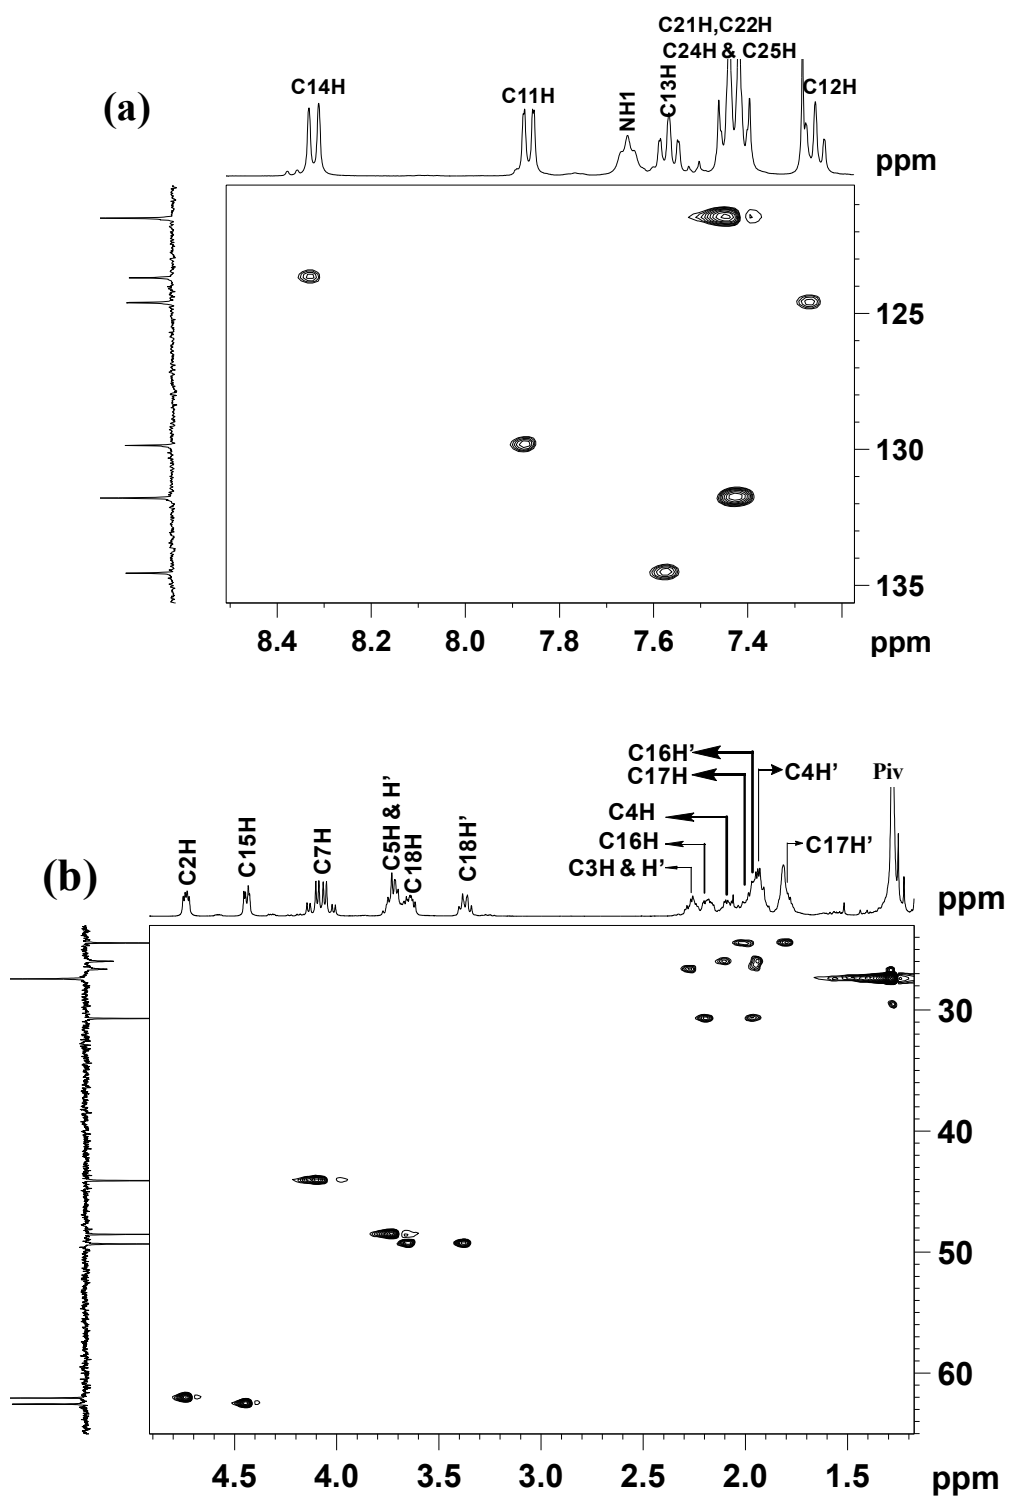 C21H,C22H
C24H & C25H
(a)
C14H
C11H
NH1
C13H
C12H
ppm
125
130
135
8.4 8.2 8.0 7.8 7.6 7.4 ppm
C16H’
C17H
C4H’
Piv
C4H
C16H
C17H’
C3H & H’
(b)
C2H
C15H
C7H
C5H & H’
C18H
C18H’
ppm
30
40
50
60
4.5 4.0 3.5 3.0 2.5 2.0 1.5 ppm